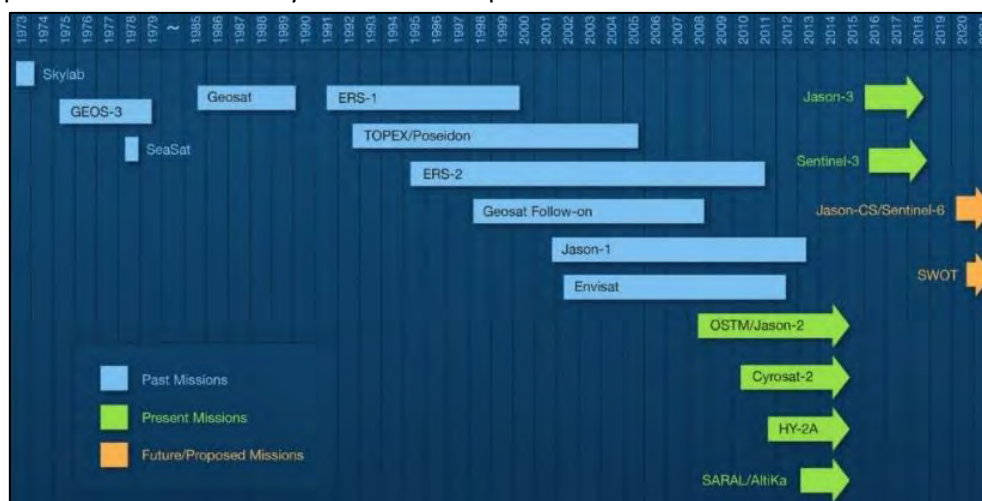 1973 1974 1975 1976 1977 1978 1979 ~ 1985 1986 1987 1988 1989 1990 1991 1992 1993 1994 1995 1996 1997 1998 1999 2000 2001 2002 2003 2004 2005 2006 2007 2008 2009 2010 2011 2012 2013 2014 2015 2016 2017 2018 2019 2020
Skylab
GEOS-3
SeaSat
Geosat
ERS-1
Jason-3
TOPEX/Poseidon
Sentinel-3
ERS-2
Geosat Follow-on
Jason-CS/Sentinel-6
Jason-1
SWOT
Envisat
OSTM/Jason-2
Cyrosat-2
HY-2A
SARAL/AltiKa
Past Missions
Present Missions
Future/Proposed Missions